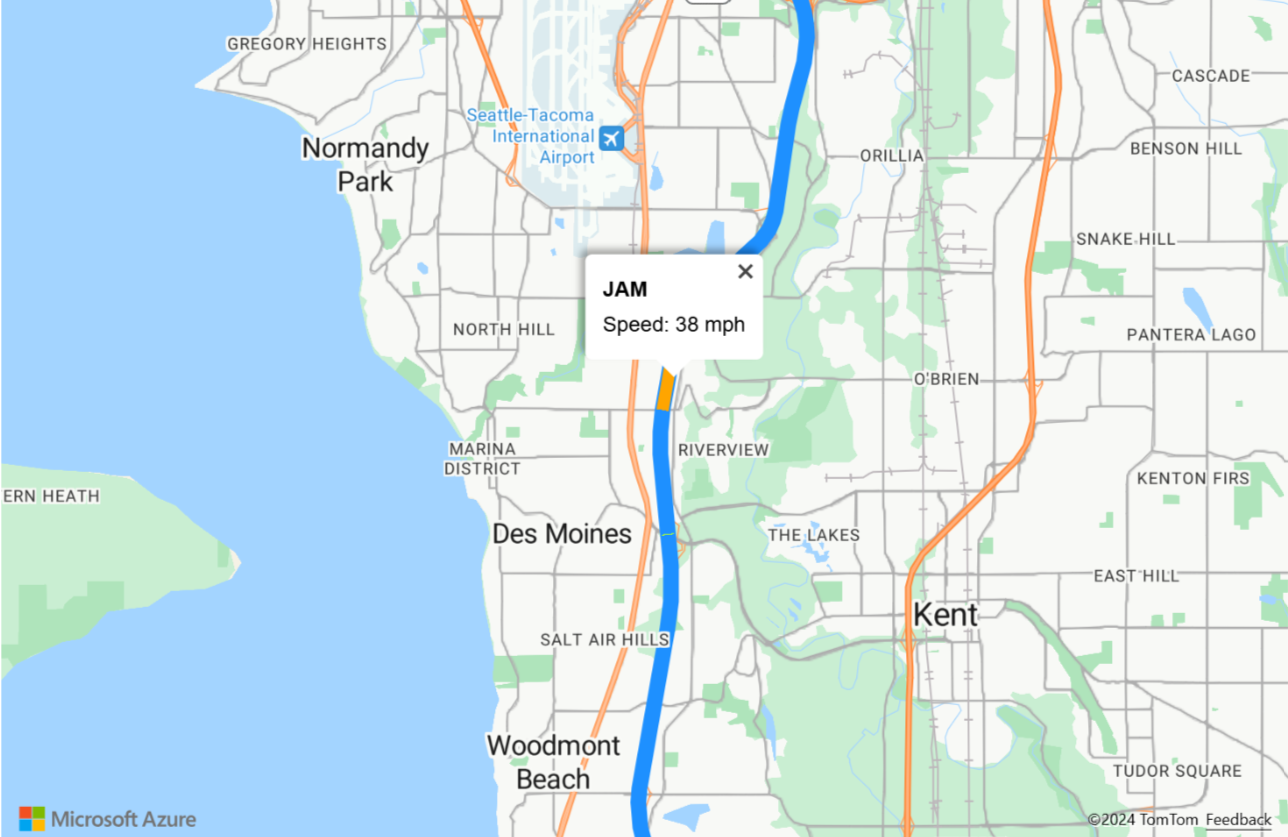 GREGORY HEIGHTS
CASCADE
Seattle-Tacoma
International
Airport
Normandy
Park
ORILLIA
BENSON HILL
SNAKE HILL
JAM
Speed: 38 mph
NORTH HILL
PANTERA LAGO
O'BRIEN
MARINA
DISTRICT
RIVERVIEW
KENTON FIRS
ERN HEATH
Des Moines
THE LAKES
EAST HILL
Kent
SALT AIR HILLS
Woodmont
Beach
TUDOR SQUARE
Microsoft Azure
©2024 TomTom Feedback